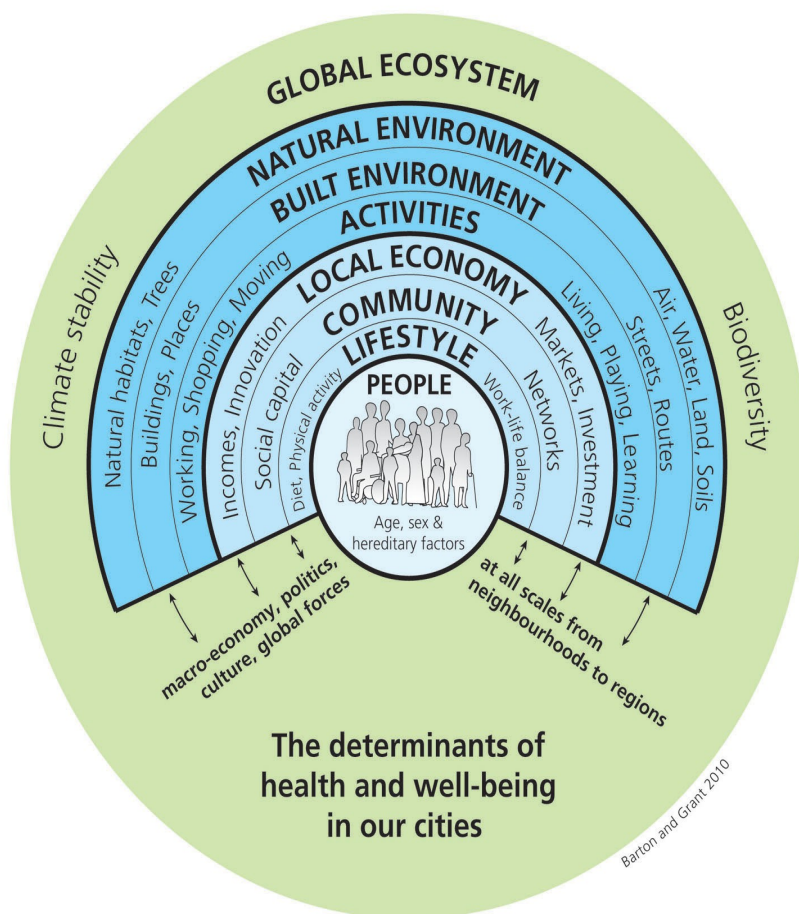 GLOBAL ECOSYSTEM
NATURAL ENVIRONMENT
BUILT ENVIRONMENT
ACTIVITIES
LOCAL ECONOMY
COMMUNITY
LIFESTYLE
PEOPLE
Age, sex &
hereditary factors
Climate stability
Natural habitats, Trees
Buildings, Places
Working, Shopping, Moving
Incomes, Innovation
Social capital
Diet, Physical activity
Work-life balance
Networks
Markets, Investment
Living, Playing, Learning
Streets, Routes
Air, Water, Land, Soils
Biodiversity
macro-economy, politics,
culture, global forces
at all scales from
neighbourhoods to regions
The determinants of
health and well-being
in our cities
Barton and Grant 2010